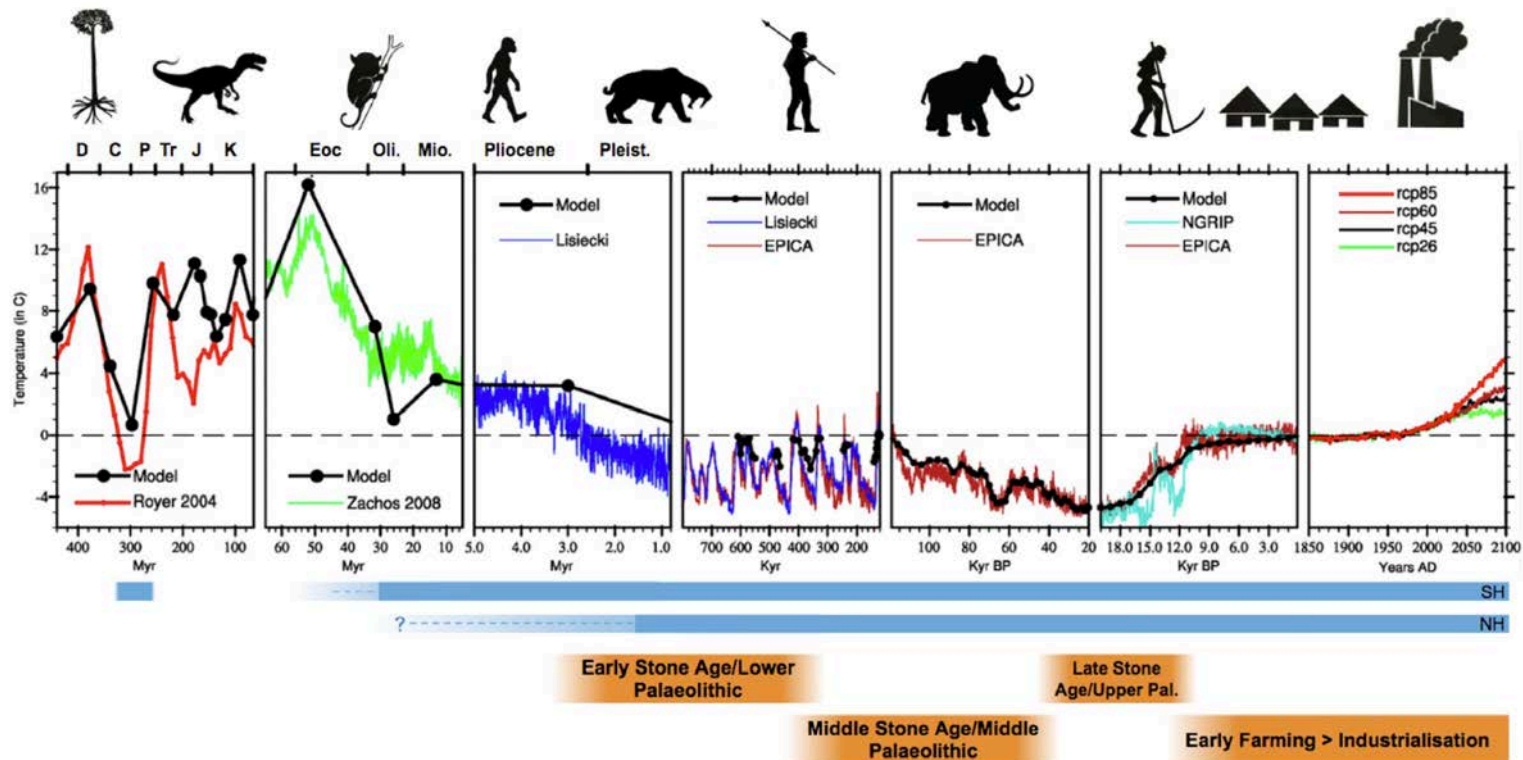 D C P Tr J K
Eoc Oli. Mio.
Pliocene Pleist.
Temperature (in C)
16
12
8
4
0
-4
Model
Royer 2004
400 300 200 100
Myr
Model
Zachos 2008
60 50 40 30 20 10
Myr
Model
Lisiecki
5.0 4.0 3.0 2.0 1.0
Myr
Model
Lisiecki
EPICA
700 600 500 400 300 200
Kyr
Model
EPICA
100 80 60 40 20
Kyr BP
Model
NGRIP
EPICA
18.0 15.0 12.0 9.0 6.0 3.0
Kyr BP
rcp85
rcp60
rcp45
rcp26
1850 1900 1950 2000 2050 2100
Years AD
SH
?
NH
Early Stone Age/Lower
Palaeolithic
Late Stone
Age/Upper Pal.
Middle Stone Age/Middle
Palaeolithic
Early Farming > Industrialisation